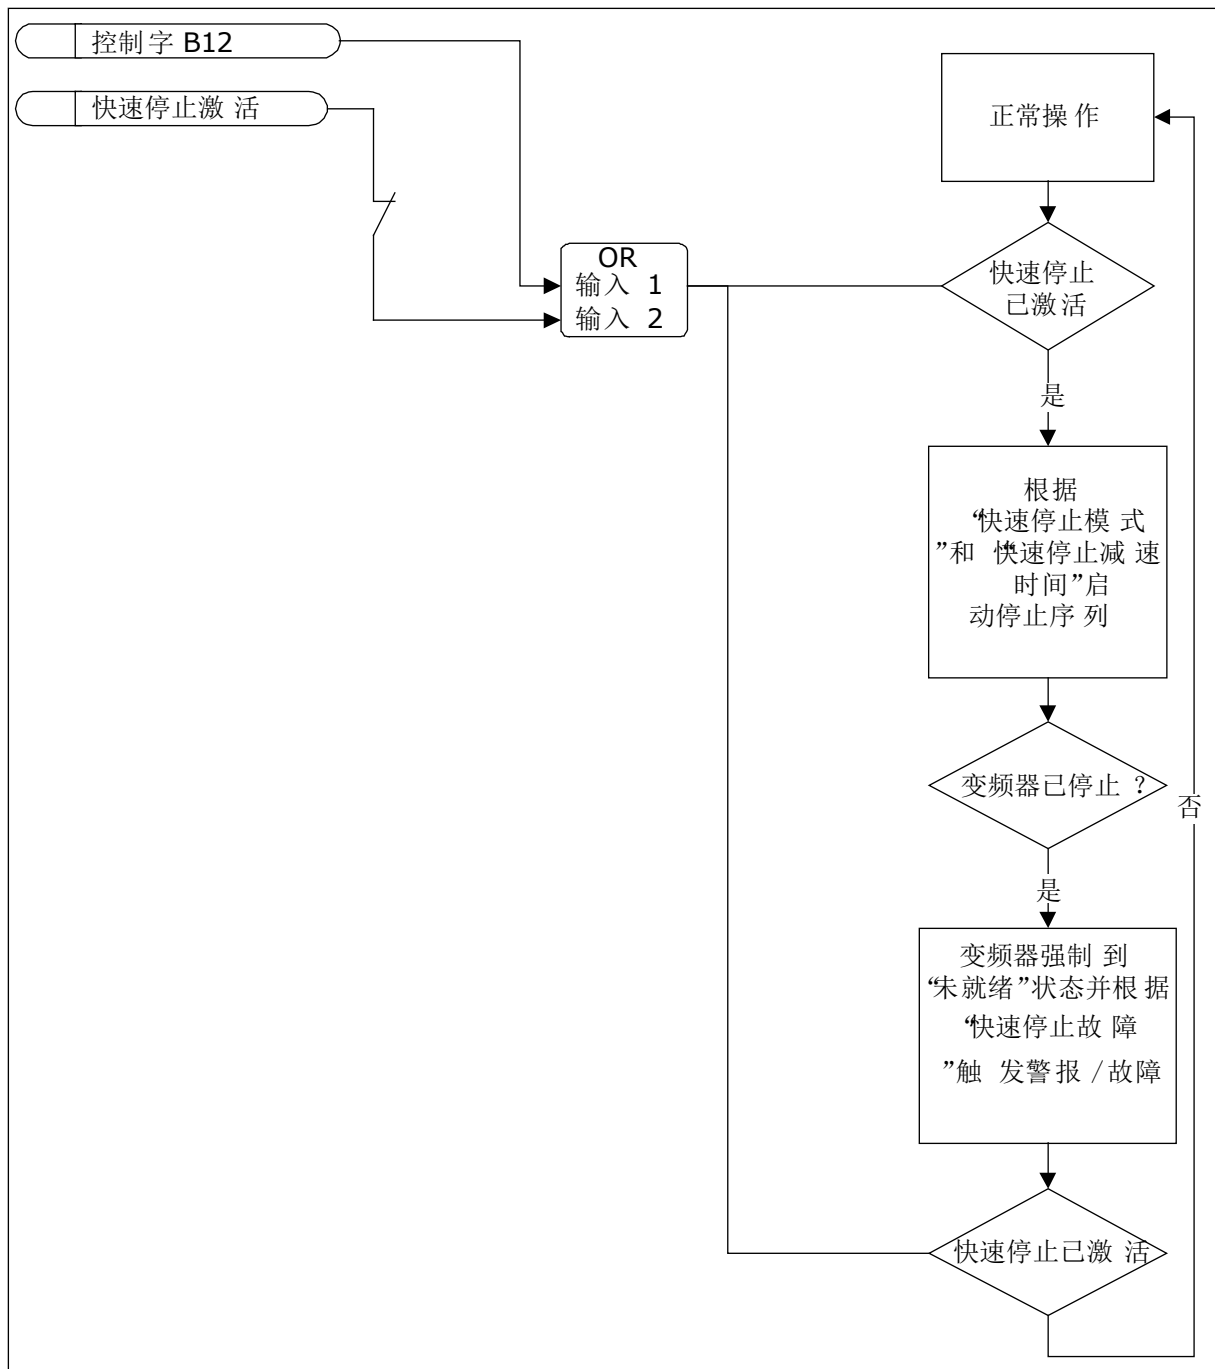 控制字 B12
快速停止激 活
OR
输入 1
输入 2
正常操 作
快速停止
已激活
是
根据
“快速停止模 式
”和 “快速停止减 速
时间”启
动停止序 列
变频器已停止 ？
否
是
变频器强制 到
“未就绪”状态并根 据
“快速停止故 障
”触 发警报 /故障
快速停止已激 活